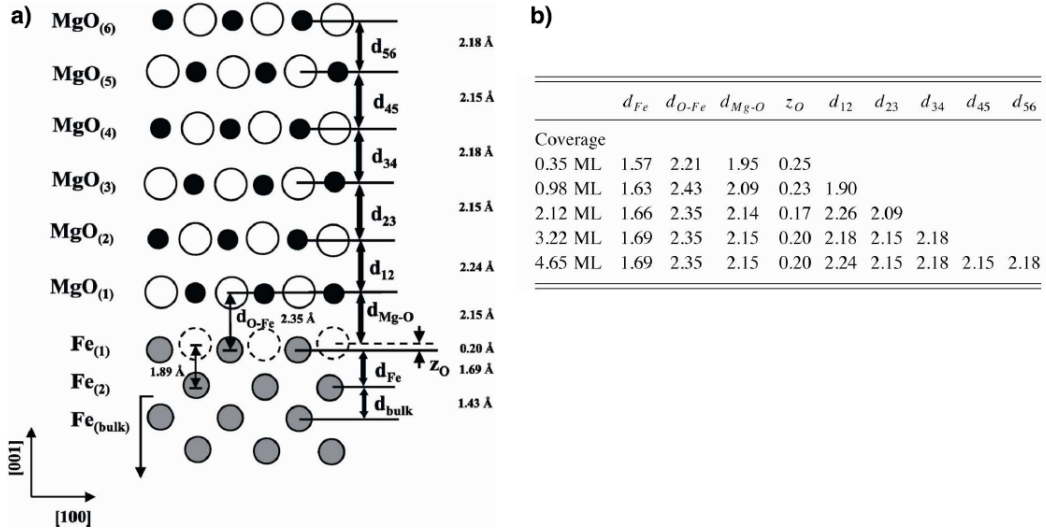 a)
MgO(6)
d56
2.18 Å
MgO(5)
d45
2.15 Å
MgO(4)
d34
2.18 Å
MgO(3)
d23
2.15 Å
MgO(2)
d12
2.24 Å
MgO(1)
dO-Fe
2.35 Å
dMg-O
2.15 Å
Fe(1)
0.20 Å
zO
1.89 Å
dFe
1.69 Å
Fe(2)
dbulk
1.43 Å
Fe(bulk)
[001]
[100]
b)
dFe dO-Fe dMg-O zO d12 d23 d34 d45 d56
Coverage
0.35 ML 1.57 2.21 1.95 0.25
0.98 ML 1.63 2.43 2.09 0.23 1.90
2.12 ML 1.66 2.35 2.14 0.17 2.26 2.09
3.22 ML 1.69 2.35 2.15 0.20 2.18 2.15 2.18
4.65 ML 1.69 2.35 2.15 0.20 2.24 2.15 2.18 2.15 2.18